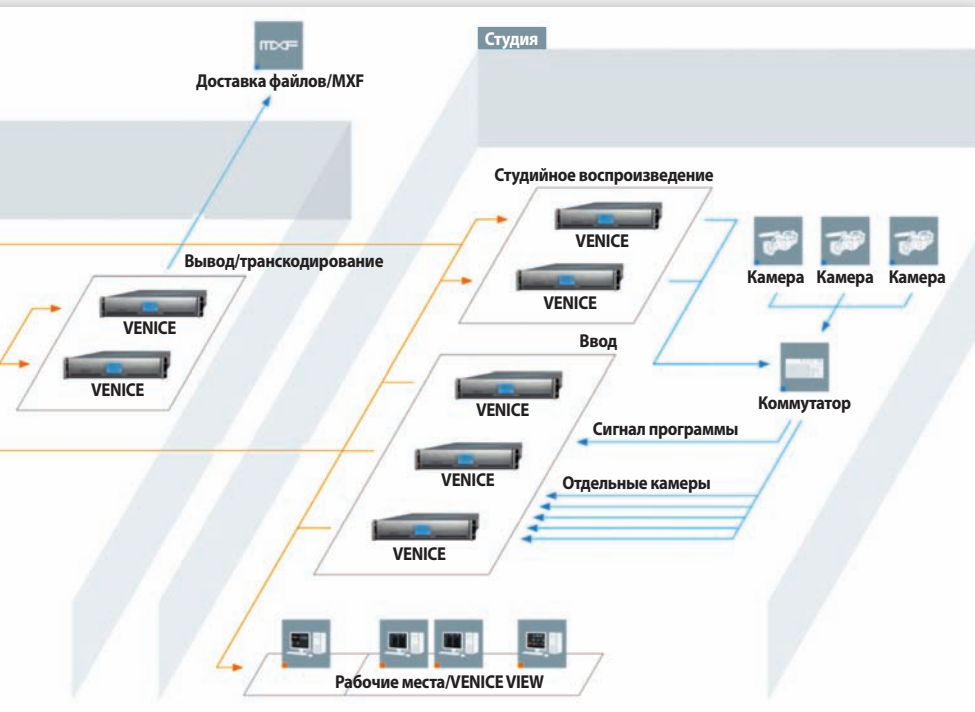 mxf
Студия
Доставка файлов/MXF
Студийное воспроизведение
VENICE
VENICE
Камера Камера Камера
Вывод/транскодирование
VENICE
VENICE
Ввод
VENICE
VENICE
VENICE
Коммутатор
Сигнал программы
Отдельные камеры
Рабочие места/VENICE VIEW